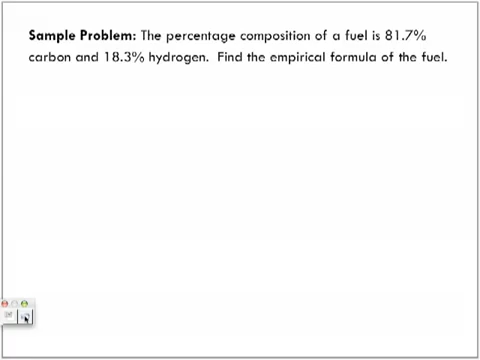 Sample Problem: The percentage composition of a fuel is 81.7%
carbon and 18.3% hydrogen. Find the empirical formula of the fuel.